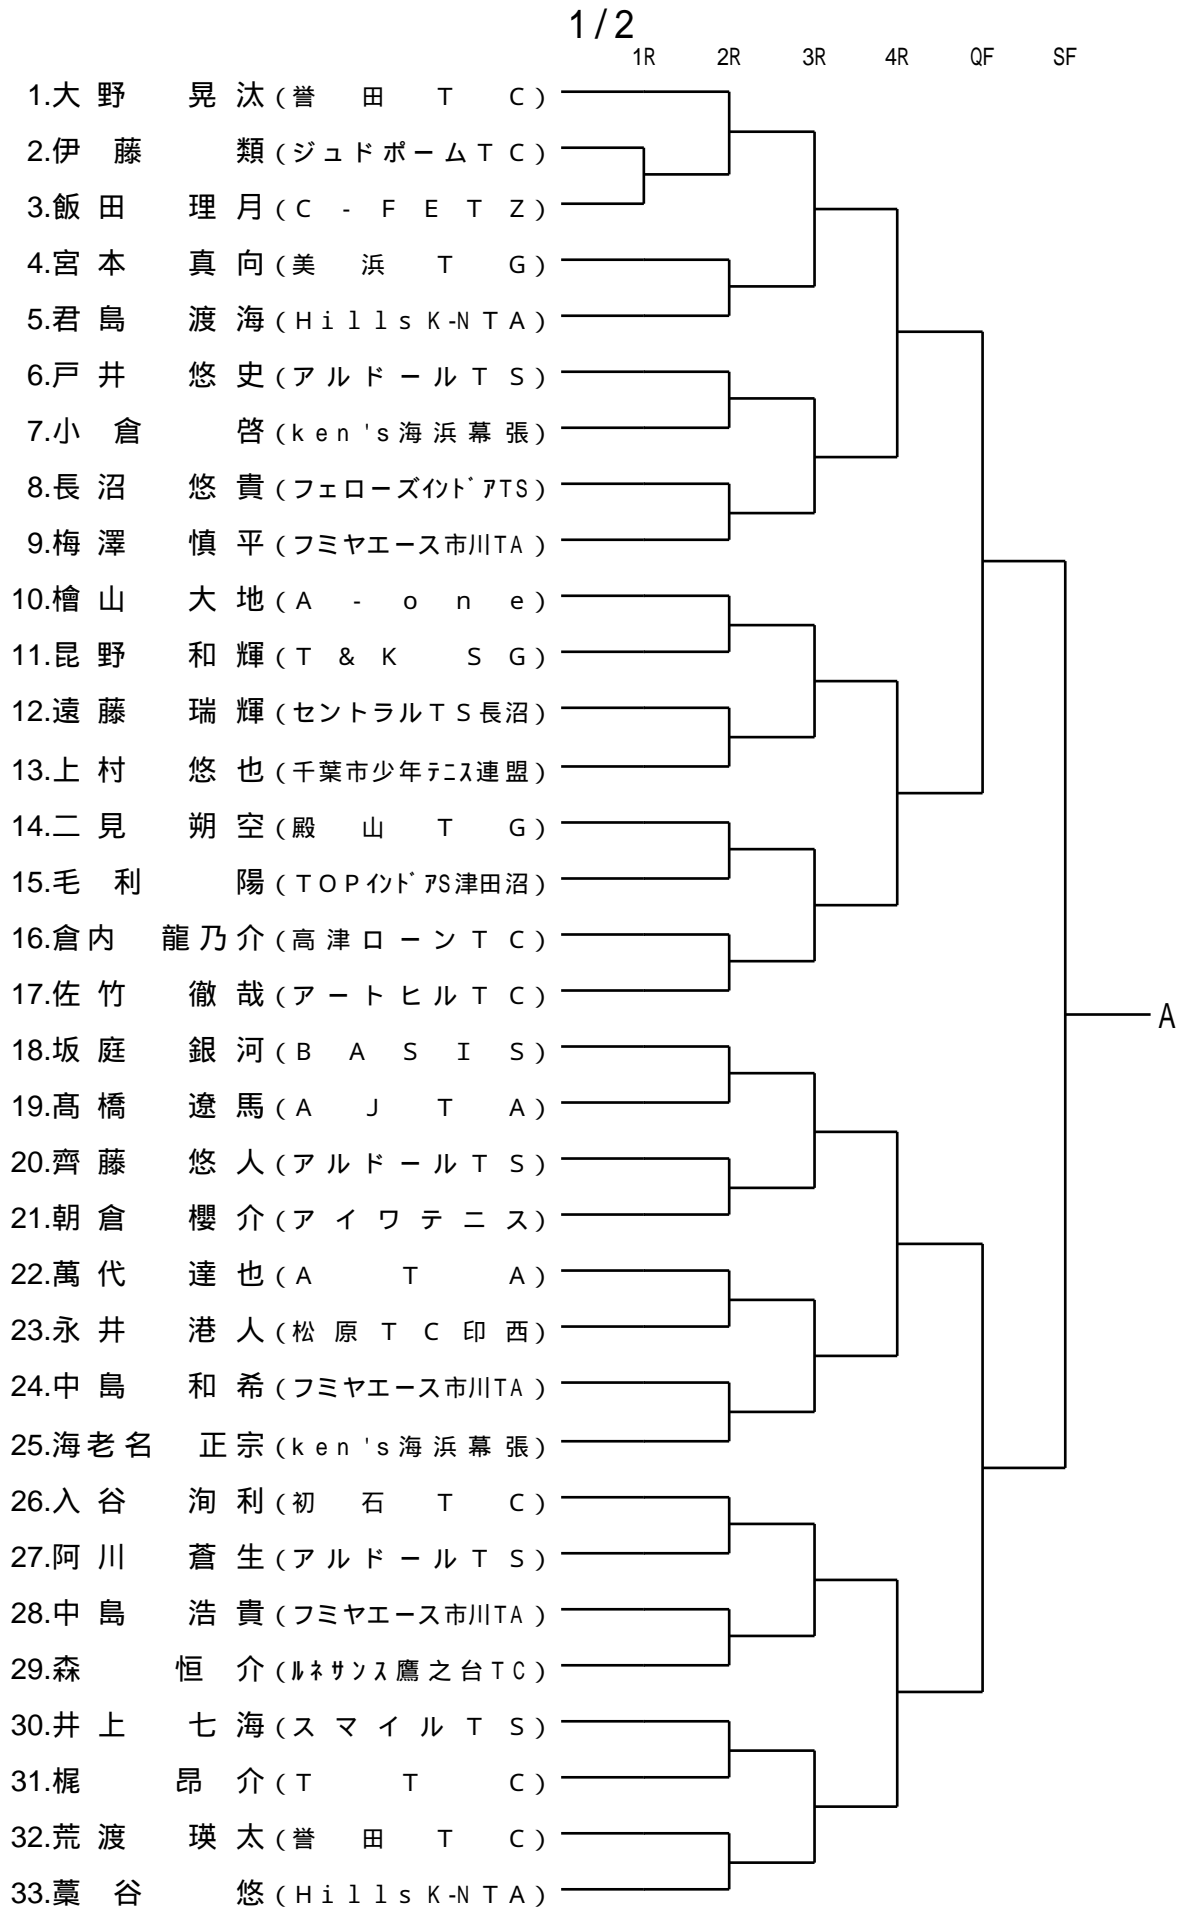 1/2
1R 2R 3R 4R QF SF
1.大野 晃汰(誉田TC)
2.伊藤 類(ジュドポームTC)
3.飯田 理月(C-FETZ)
4.宮本 真向(美浜TG)
5.君島 渡海(HillsK-NTA)
6.戸井 悠史(アルドールTS)
7.小倉 啓(ken's海浜幕張)
8.長沼 悠貴(フェローズインドアTS)
9.梅澤 慎平(フミヤエース市川TA)
10.檜山 大地(A-one)
11.昆野 和輝(T&K SG)
12.遠藤 瑞輝(セントラルTS長沼)
13.上村 悠也(千葉市少年テニス連盟)
14.二見 朔空(殿山TG)
15.毛利 陽(TOPインドアS津田沼)
16.倉内 龍乃介(高津ローンTC)
17.佐竹 徹哉(アートヒルTC)
A
18.坂庭 銀河(BASIS)
19.髙橋 遼馬(AJTA)
20.齊藤 悠人(アルドールTS)
21.朝倉 櫻介(アイワテニス)
22.萬代 達也(ATA)
23.永井 港人(松原TC印西)
24.中島 和希(フミヤエース市川TA)
25.海老名 正宗(ken's海浜幕張)
26.入谷 洵利(初石TC)
27.阿川 蒼生(アルドールTS)
28.中島 浩貴(フミヤエース市川TA)
29.森 恒介(ルネサンス鷹之台TC)
30.井上 七海(スマイルTS)
31.梶 昂介(TTC)
32.荒渡 瑛太(誉田TC)
33.藁谷 悠(HillsK-NTA)